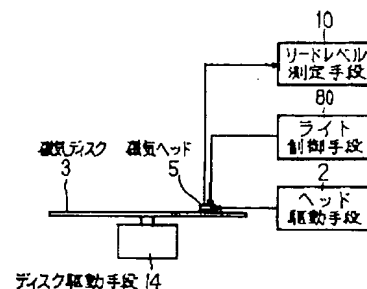 10
リードレベル
測定手段
80
ライト
制御手段
磁気ディスク
3
磁気ヘッド
5
2
ヘッド
駆動手段
ディスク駆動手段 14